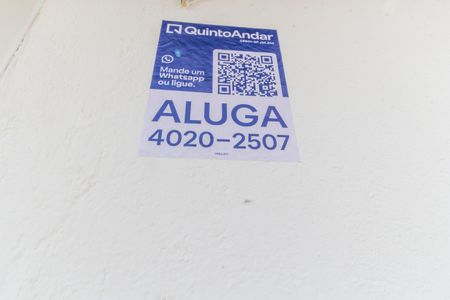 QuintoAndar
Mande um
Whatsapp
ou ligue.
ALUGA
4020-2507